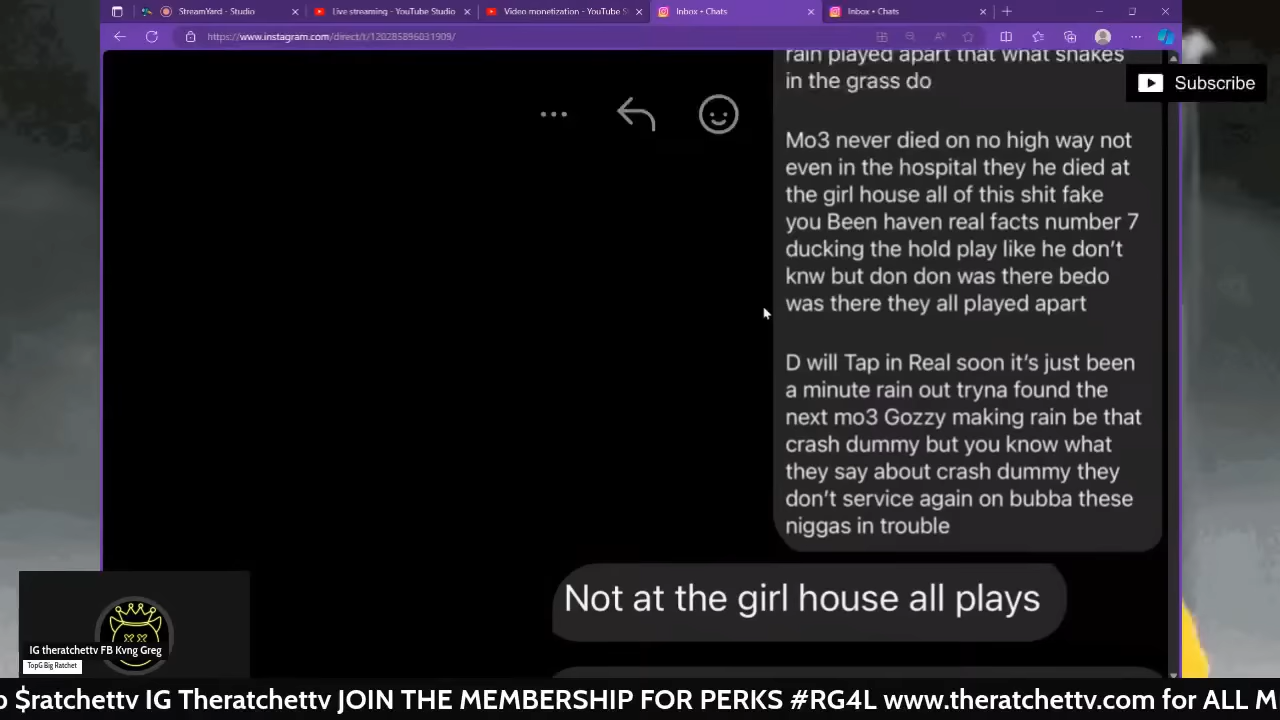 StreamYard - Studio
Live streaming - YouTube Studio
Video monetization - YouTube S
Inbox • Chats
Inbox • Chats
https://www.instagram.com/direct/t/120285896031909/
Subscribe
rain played apart that what snakes
in the grass do
Mo3 never died on no high way not
even in the hospital they he died at
the girl house all of this shit fake
you Been haven real facts number 7
ducking the hold play like he don't
knw but don don was there bedo
was there they all played apart
D will Tap in Real soon it's just been
a minute rain out tryna found the
next mo3 Gozzy making rain be that
crash dummy but you know what
they say about crash dummy they
don't service again on bubba these
niggas in trouble
Not at the girl house all plays
IG theratchettv FB Kvng Greg
TopG Big Ratchet
$ratchettv IG Theratchettv JOIN THE MEMBERSHIP FOR PERKS #RG4L www.theratchettv.com for ALL M